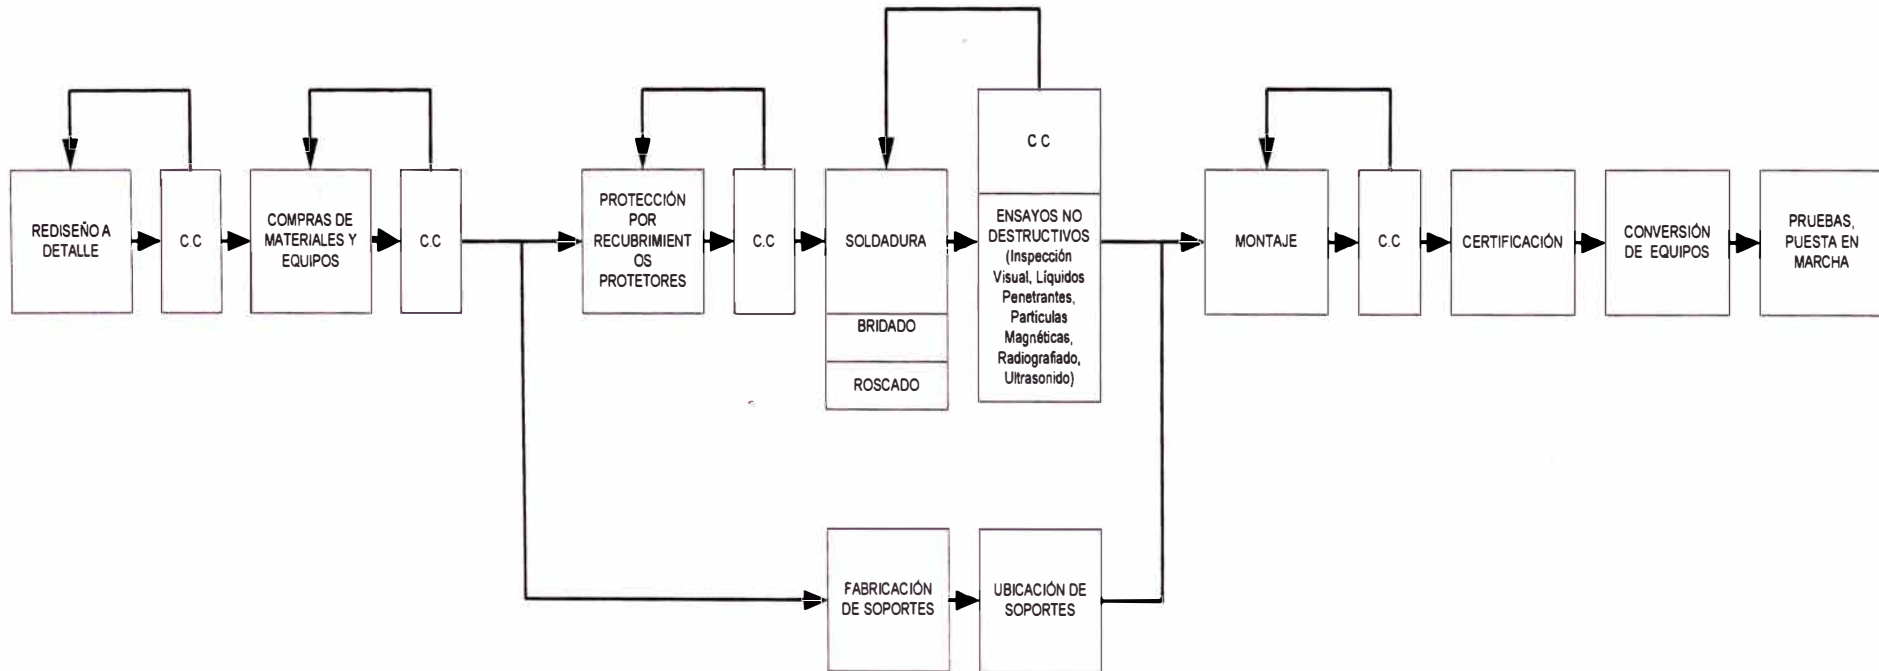 REDISEÑO A
DETALLE
C.C
COMPRAS DE
MATERIALES Y
EQUIPOS
C.C
PROTECCIÓN
POR
RECUBRIMIENT
OS
PROTETORES
C.C
SOLDADURA
BRIDADO
ROSCADO
C C
ENSAYOS NO
DESTRUCTIVOS
(Inspección
Visual, Líquidos
Penetrantes,
Particulas
Magnéticas,
Radiografiado,
Ultrasonido)
MONTAJE
C.C
CERTIFICACIÓN
CONVERSIÓN
DE EQUIPOS
PRUEBAS,
PUESTA EN
MARCHA
FABRICACIÓN
DE SOPORTES
UBICACIÓN DE
SOPORTES